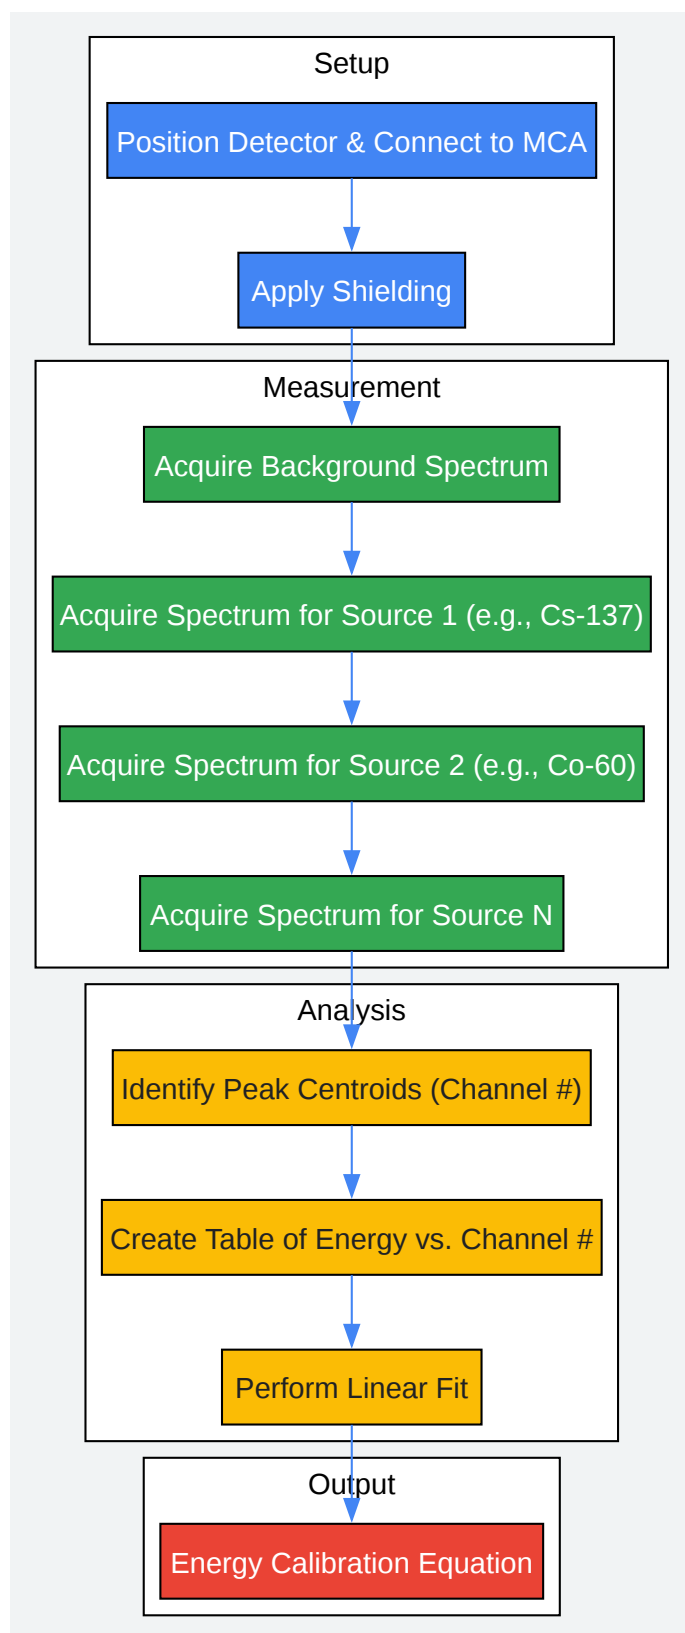 Setup
Position Detector & Connect to MCA
Apply Shielding
Measurement
Acquire Background Spectrum
Acquire Spectrum for Source 1 (e.g., Cs-137)
Acquire Spectrum for Source 2 (e.g., Co-60)
Acquire Spectrum for Source N
Analysis
Identify Peak Centroids (Channel #)
Create Table of Energy vs. Channel #
Perform Linear Fit
Output
Energy Calibration Equation